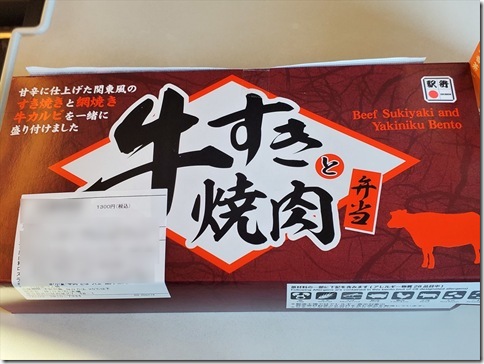 甘辛に仕上げた関東風の
すき焼きと網焼き
牛カルビを一緒に
盛り付けました
駅弁
Beef Sukiyaki and
Yakiniku Bento
牛すきと
焼肉
弁当
1300円(税込)